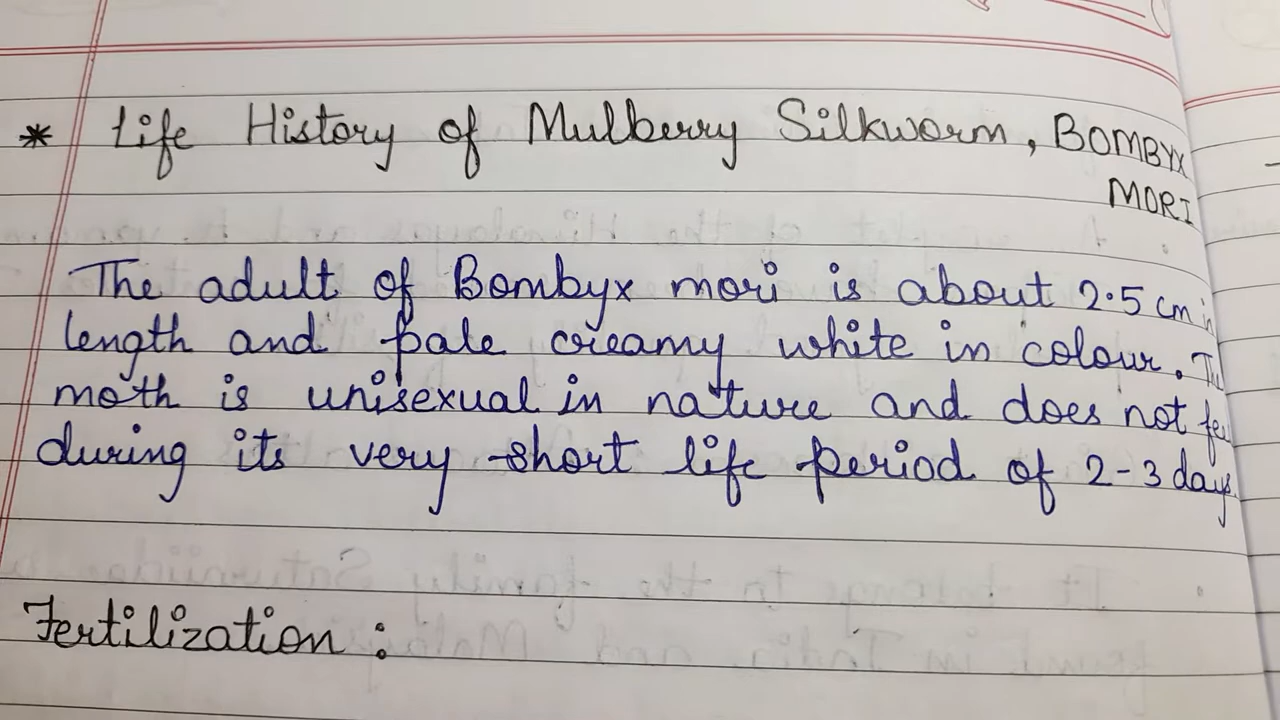 * Life History of Mulberry Silkworm, BOMBYX
MORI
The adult of Bombyx mori is about 2.5 cm in
length and pale creamy white in colour. The
moth is unisexual in nature and does not
during its very short life period of 2-3 days
Fertilization :